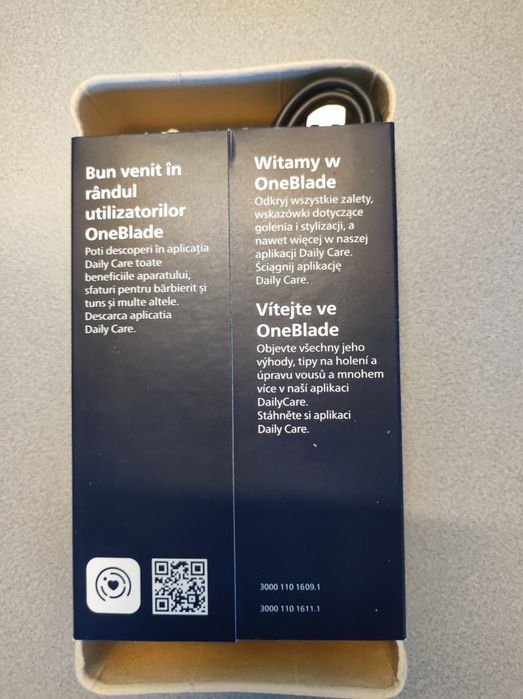 Bun venit în
rândul
utilizatorilor
OneBlade
Poti descoperi în aplicația
Daily Care toate
beneficiile aparatului,
sfaturi pentru bărbierit și
tuns și multe altele.
Descarca aplicatia
Daily Care.
Witamy w
OneBlade
Odkryj wszystkie zalety,
wskazówki dotyczące
golenia i stylizacji, a
nawet więcej w naszej
aplikacji Daily Care.
Ściągnij aplikację
Daily Care.
Vítejte ve
OneBlade
Objevte všechny jeho
výhody, tipy na holení a
úpravu vousů a mnohem
více v naší aplikaci
DailyCare.
Stáhněte si aplikaci
Daily Care.
3000 110 1609.1
3000 110 1611.1